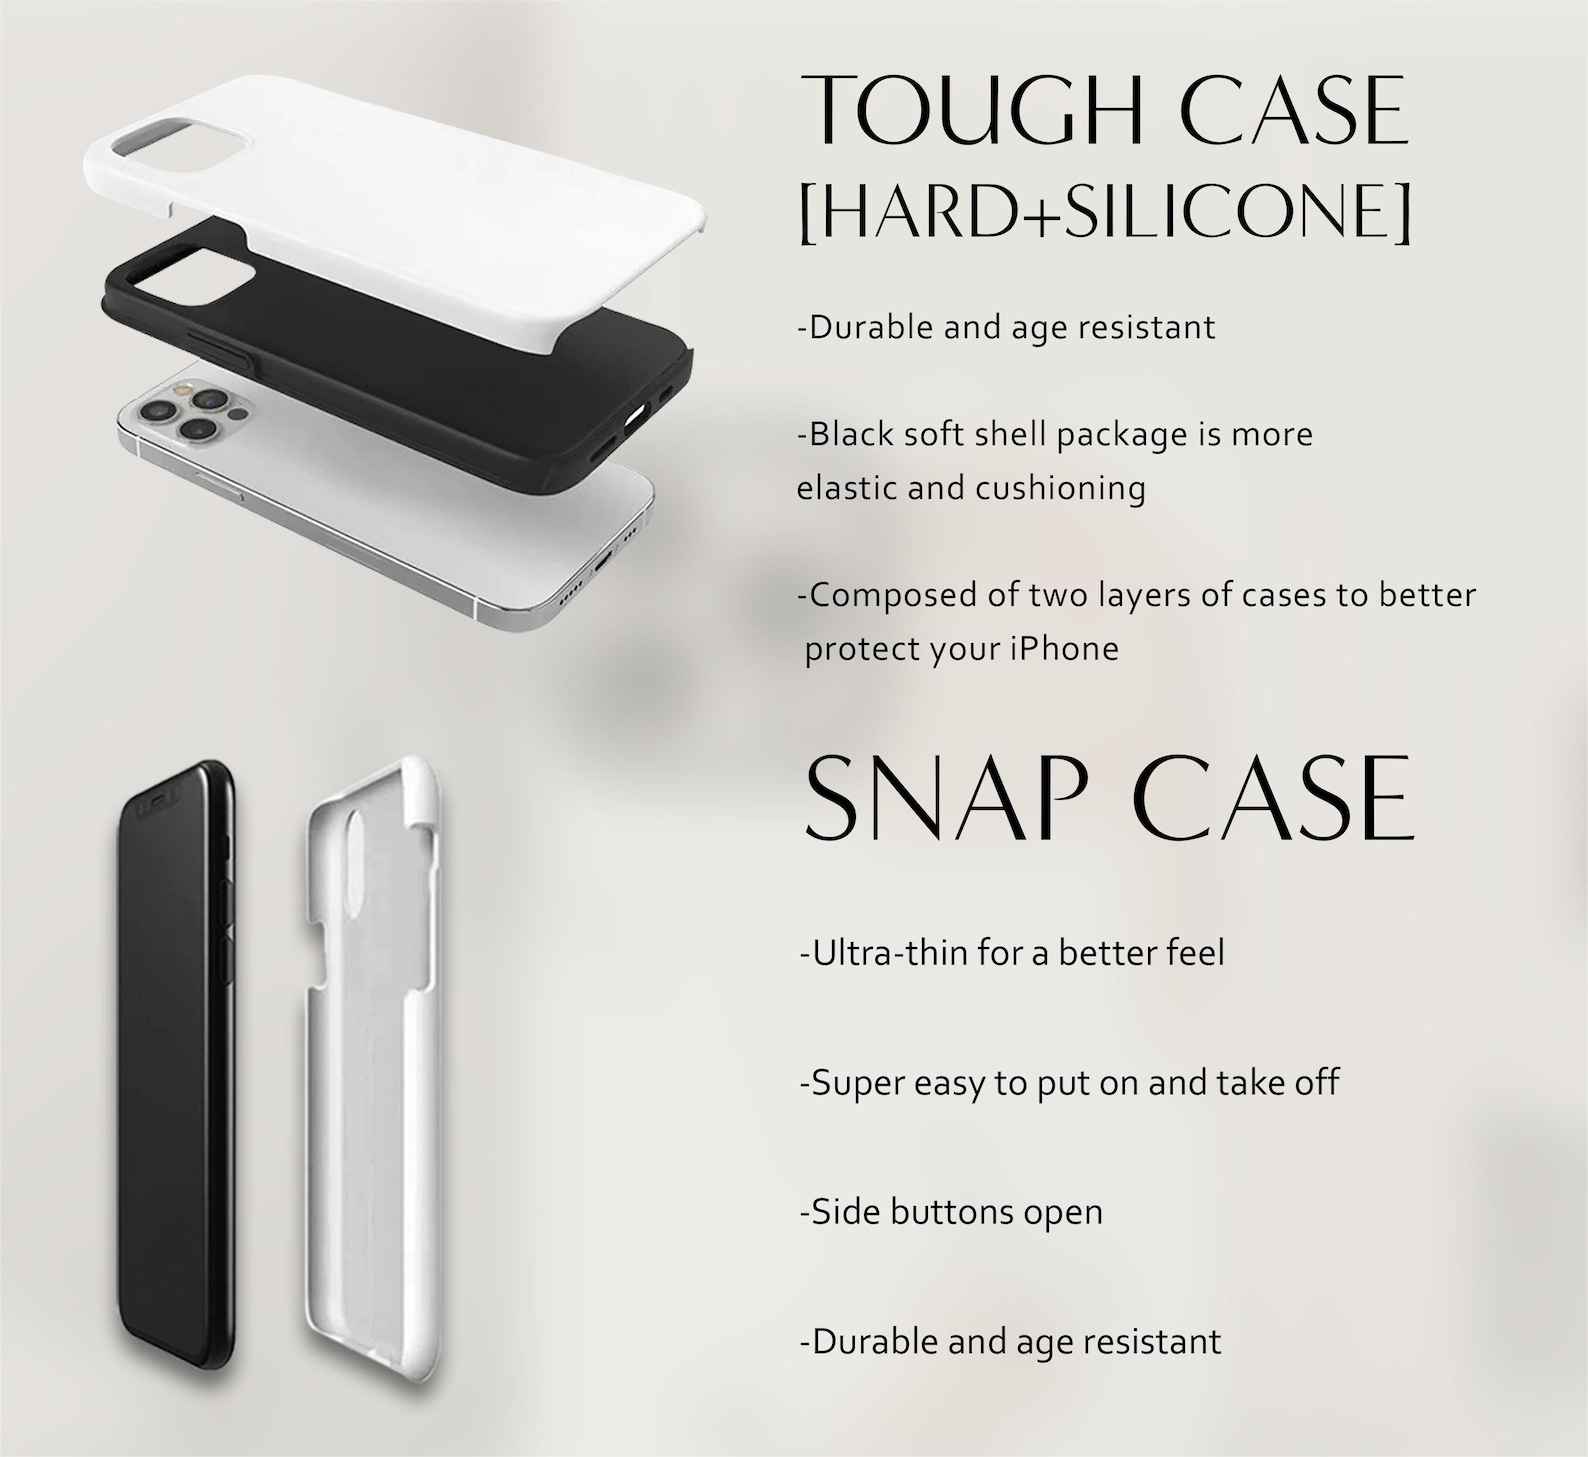 TOUGH CASE
[HARD+SILICONE]
-Durable and age resistant
-Black soft shell package is more
elastic and cushioning
-Composed of two layers of cases to better
protect your iPhone
SNAP CASE
-Ultra-thin for a better feel
-Super easy to put on and take off
-Side buttons open
-Durable and age resistant